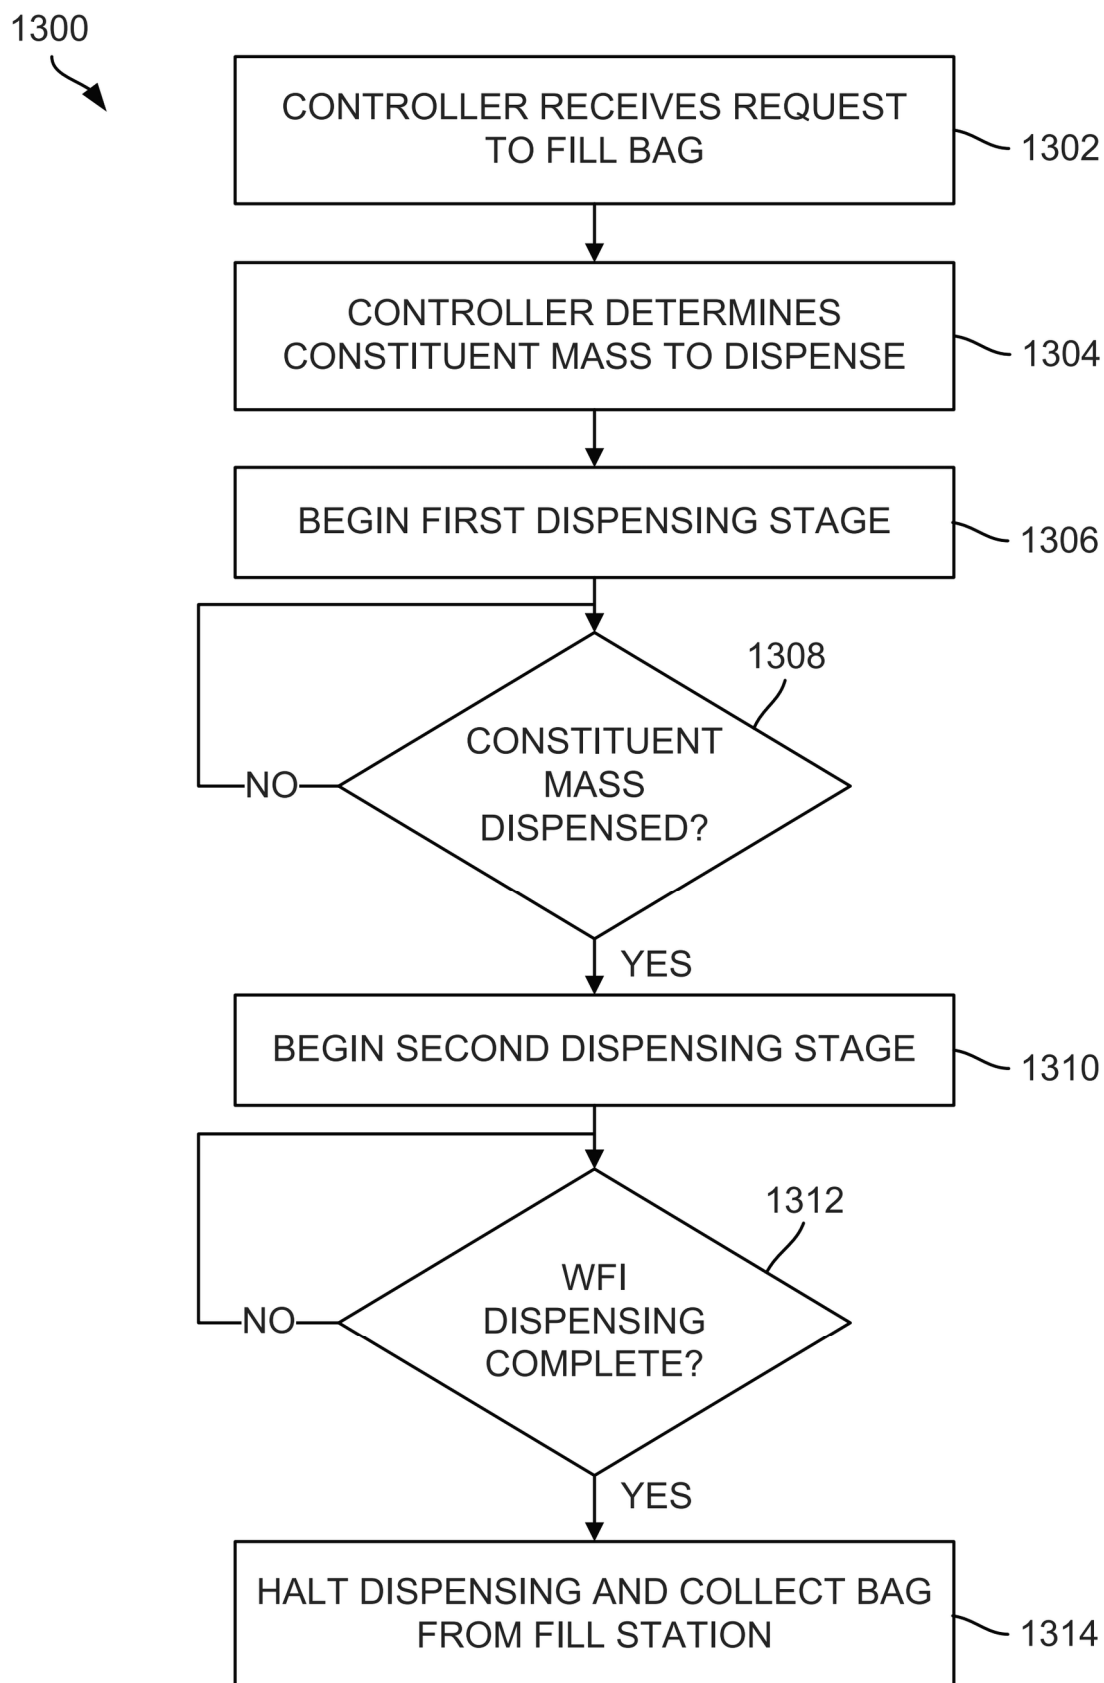 1300
CONTROLLER RECEIVES REQUEST
TO FILL BAG
1302
CONTROLLER DETERMINES
CONSTITUENT MASS TO DISPENSE
1304
BEGIN FIRST DISPENSING STAGE
1306
1308
CONSTITUENT
MASS
DISPENSED?
NO
YES
BEGIN SECOND DISPENSING STAGE
1310
1312
WFI
DISPENSING
COMPLETE?
NO
YES
HALT DISPENSING AND COLLECT BAG
FROM FILL STATION
1314